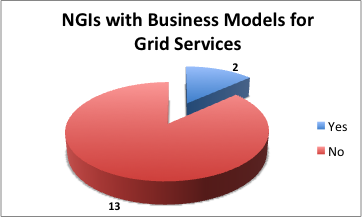 NGIs with Business Models for
Grid Services
2
Yes
No
13